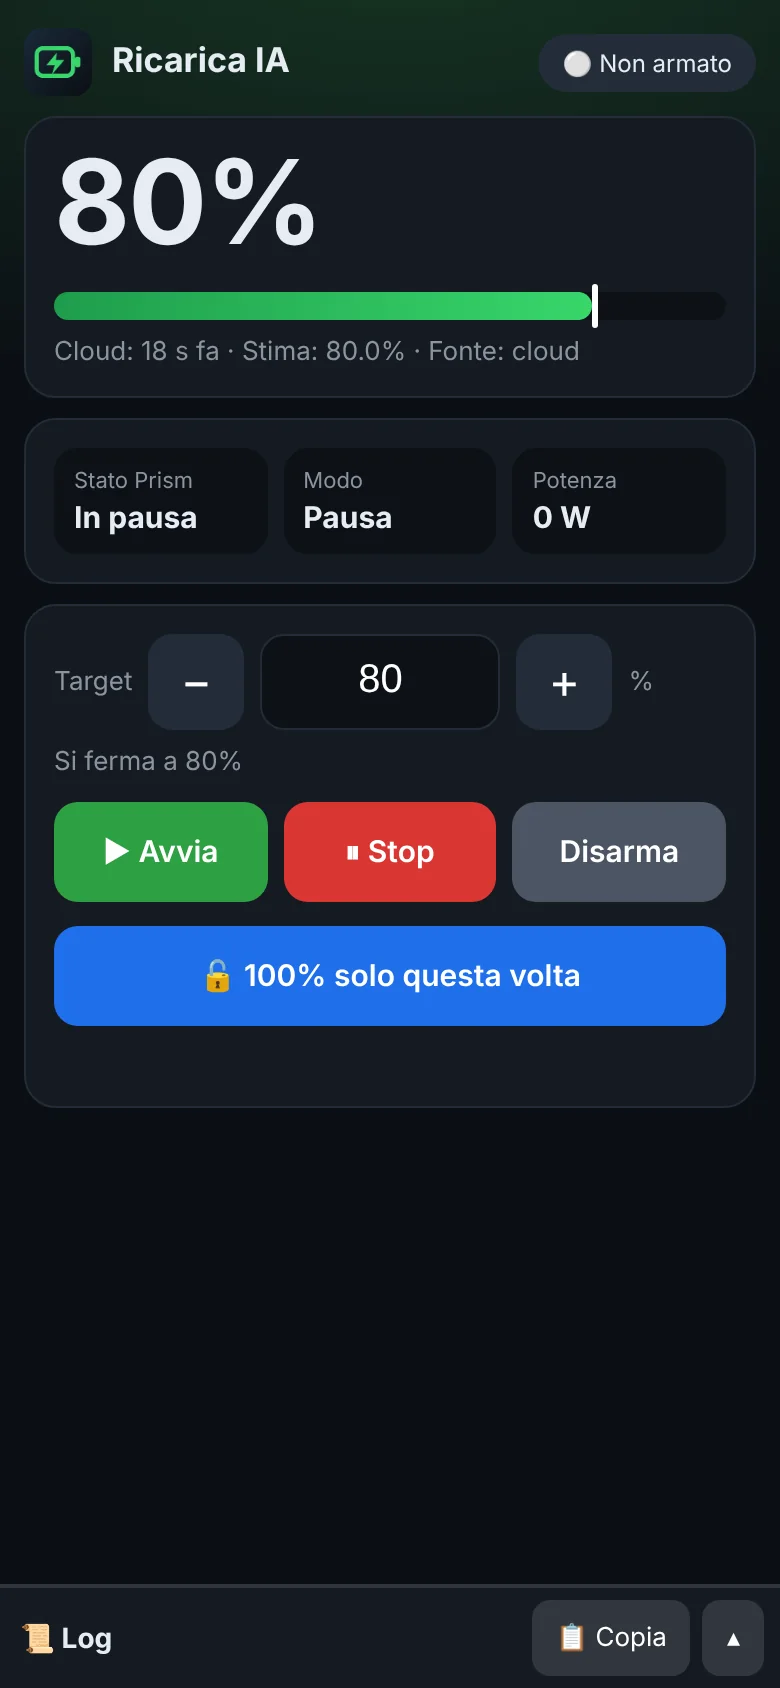 Ricarica IA
⚪ Non armato
80%
Cloud: 18 s fa · Stima: 80.0% · Fonte: cloud
Stato Prism
In pausa
Modo
Pausa
Potenza
0 W
Target − 80 + %
Si ferma a 80%
▶ Avvia
⏸ Stop
Disarma
🔓 100% solo questa volta
📜 Log
📋 Copia
▲